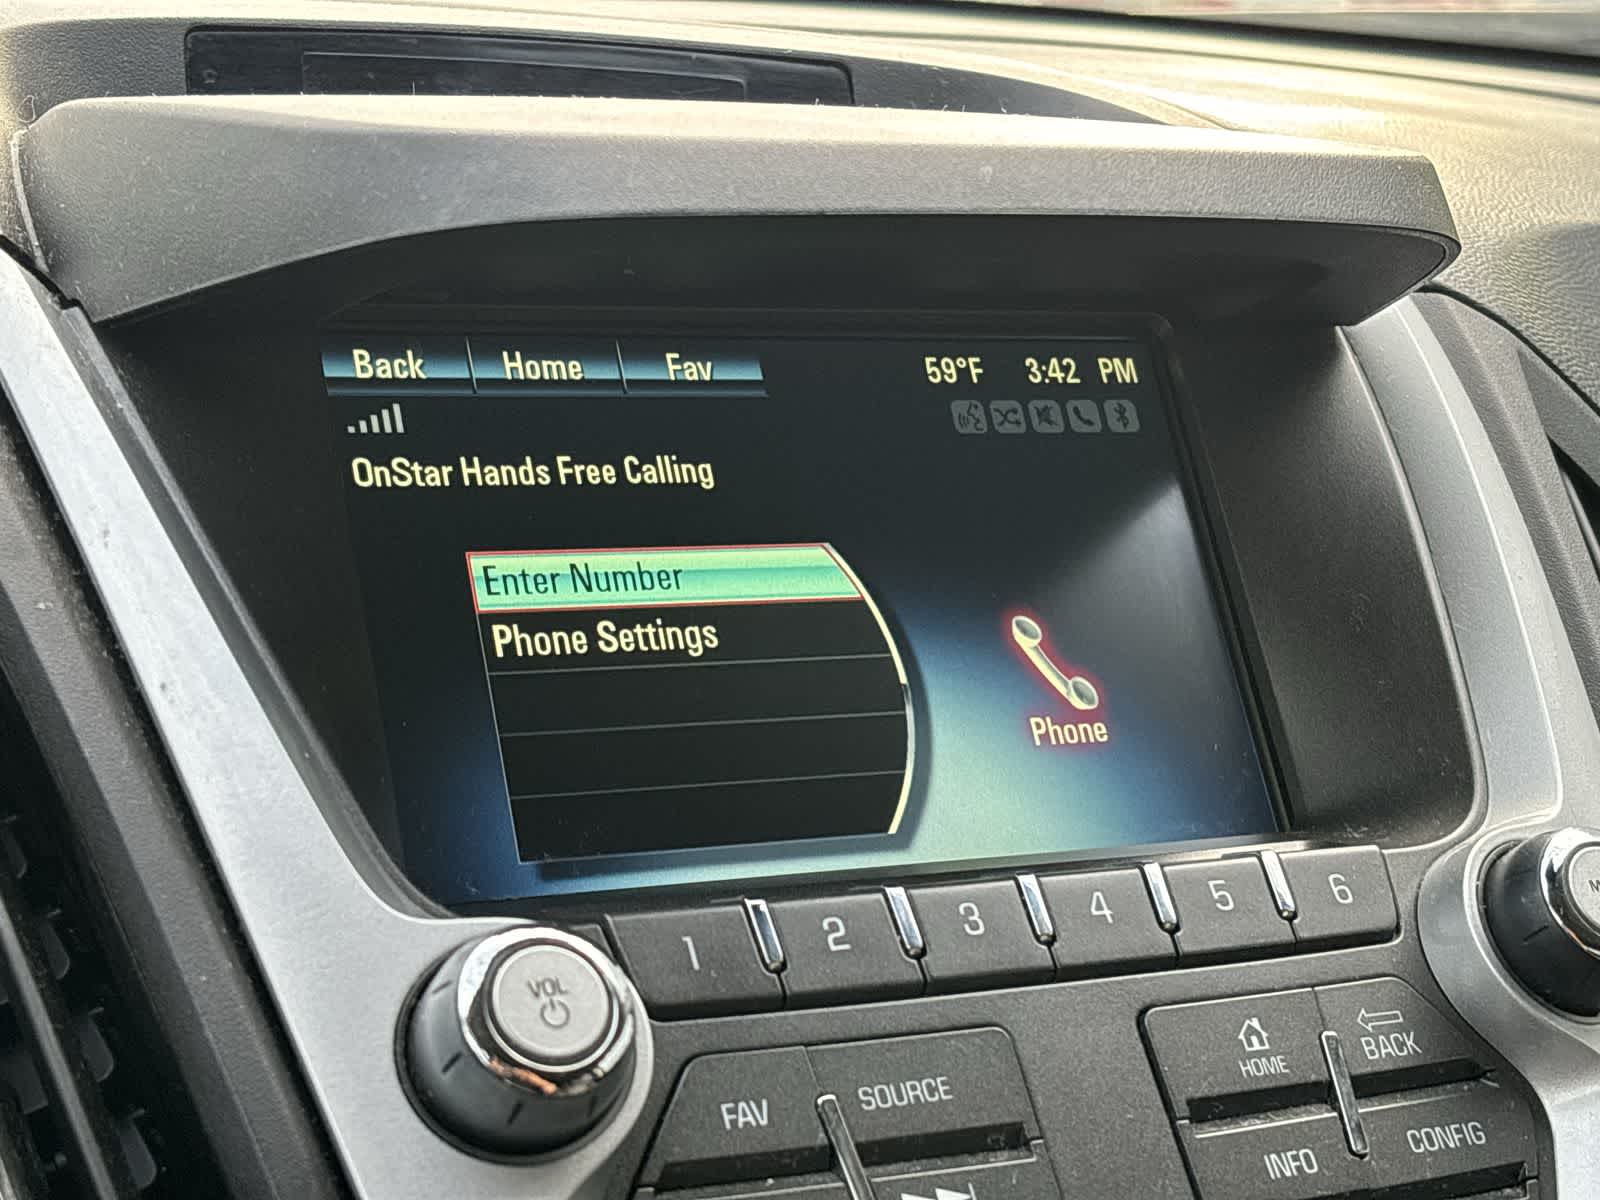 Back Home Fav 59°F 3:42 PM
OnStar Hands Free Calling
Enter Number
Phone Settings
Phone
1 2 3 4 5 6
VOL
FAV SOURCE
HOME BACK
INFO CONFIG